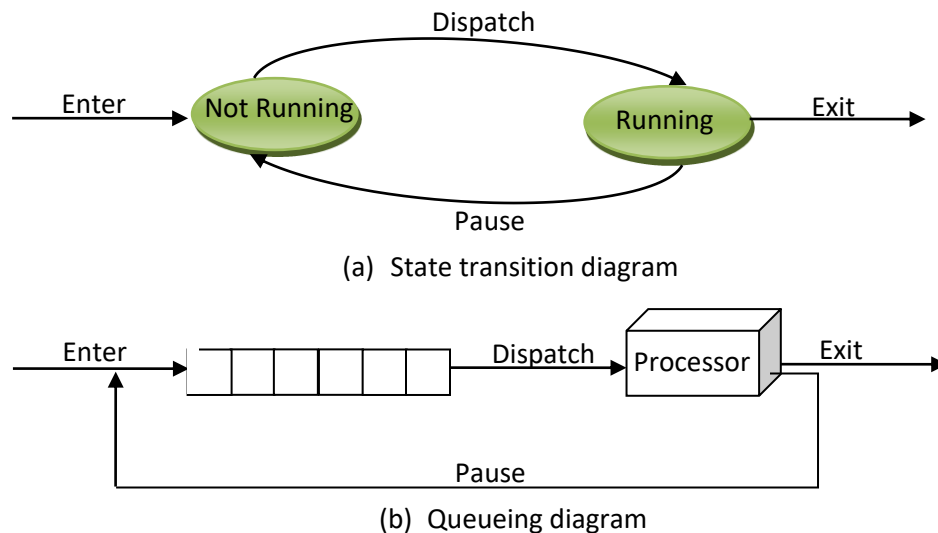 Dispatch
Enter
Not Running
Running
Exit
Pause
(a) State transition diagram
Enter
Dispatch
Processor
Exit
Pause
(b) Queueing diagram